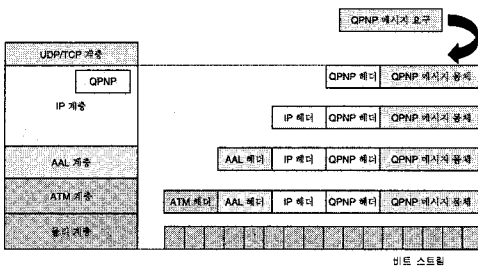 QPNP 메시지 요구
UDP/TCP 계층
QPNP
IP 계층
QPNP 헤더 QPNP 메시지 몸체
IP 헤더 QPNP 헤더 QPNP 메시지 몸체
AAL 계층
AAL 헤더 IP 헤더 QPNP 헤더 QPNP 메시지 몸체
ATM 계층
ATM 헤더 AAL 헤더 IP 헤더 QPNP 헤더 QPNP 메시지 몸체
물리 계층
비트 스트림